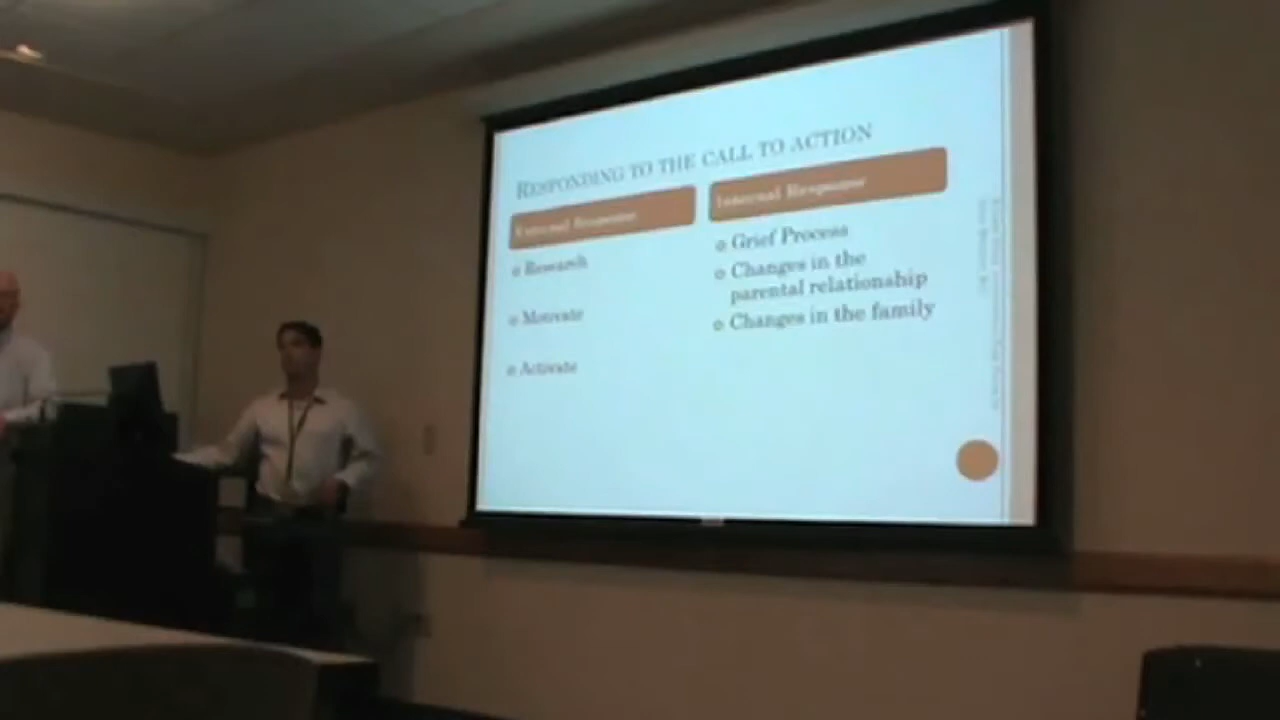 RESPONDING TO THE CALL TO ACTION
External Response
Research
Motivate
Activate
Internal Response
Grief Process
Changes in the
parental relationship
Changes in the family